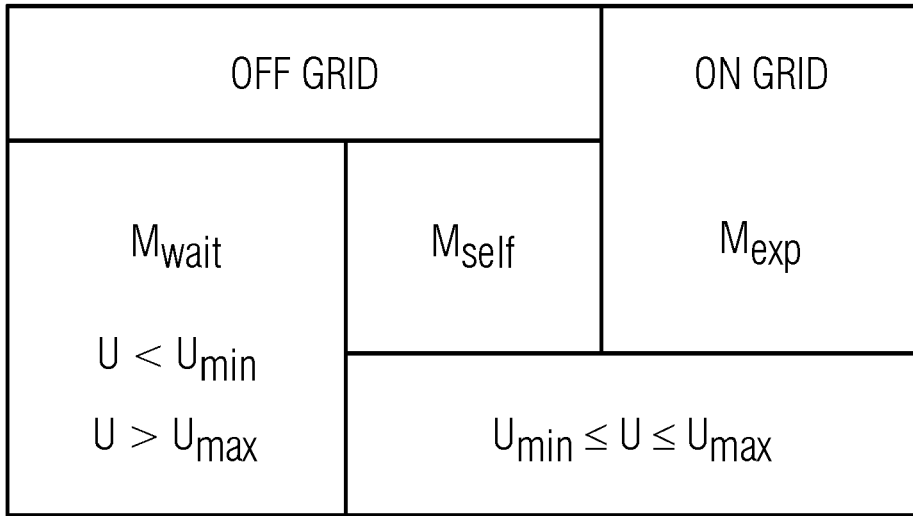 OFF GRID
ON GRID
Mwait
Mself
Mexp
U < Umin
U > Umax
Umin ≤ U ≤ Umax